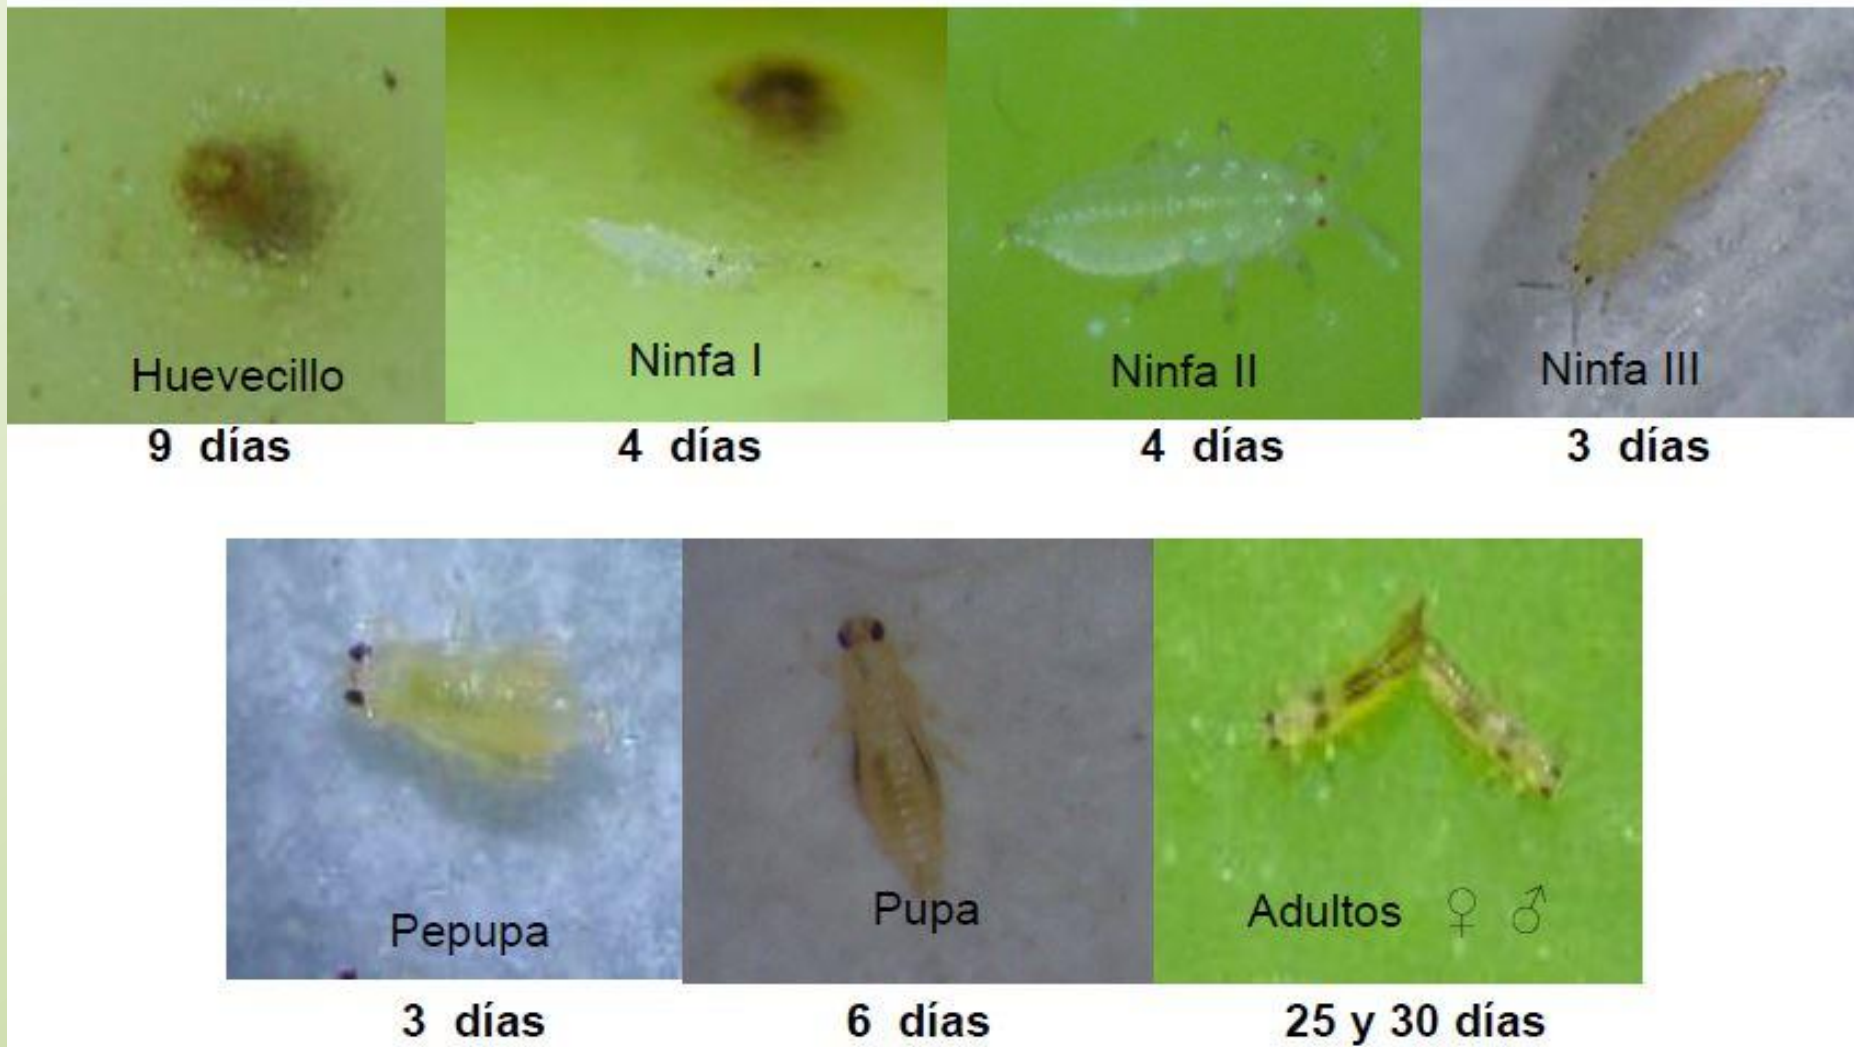 Huevecillo
9 días
Ninfa I
4 días
Ninfa II
4 días
Ninfa III
3 días
Pepupa
3 días
Pupa
6 días
Adultos ♀ ♂
25 y 30 días